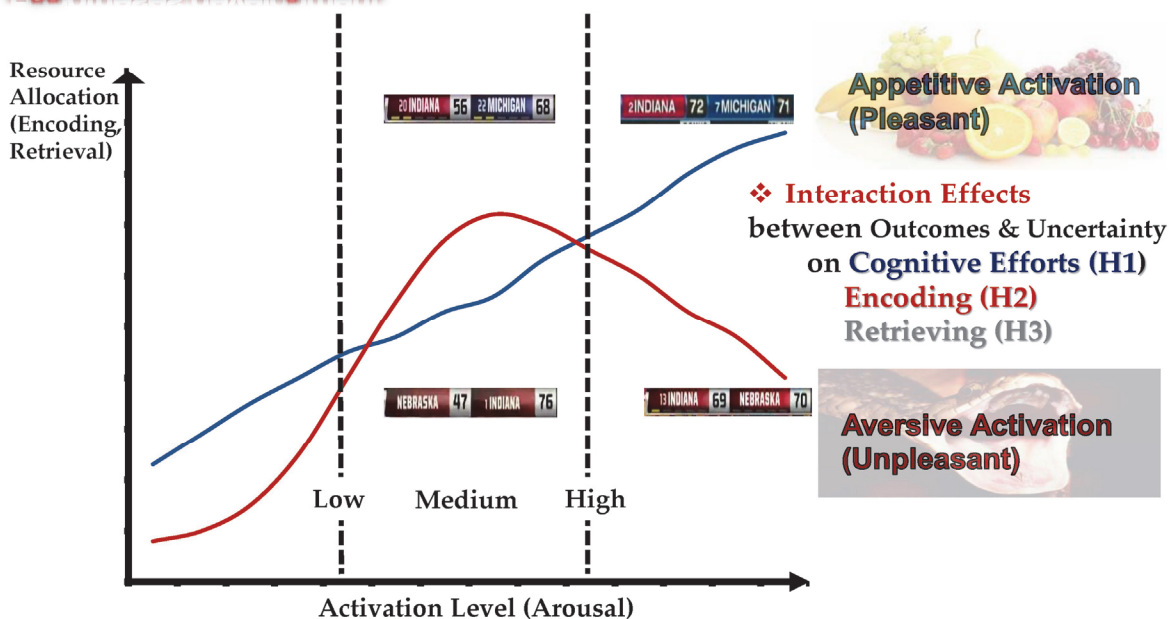 Resource
Allocation
(Encoding,
Retrieval)
20 INDIANA 56 22 MICHIGAN 68
2 INDIANA 72 7 MICHIGAN 71
Appetitive Activation
(Pleasant)
❖ Interaction Effects
between Outcomes & Uncertainty
on Cognitive Efforts (H1)
Encoding (H2)
Retrieving (H3)
NEBRASKA 47 1 INDIANA 76
13 INDIANA 69 NEBRASKA 70
Aversive Activation
(Unpleasant)
Low Medium High
Activation Level (Arousal)